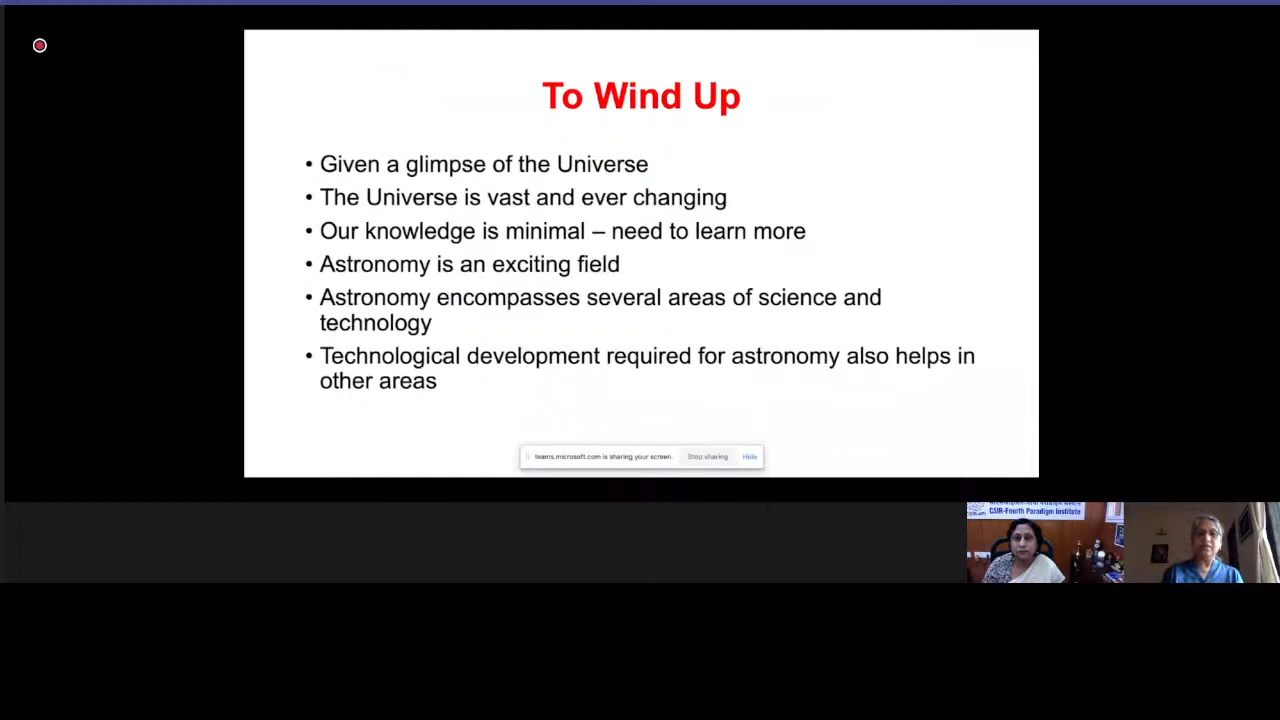 To Wind Up
• Given a glimpse of the Universe
• The Universe is vast and ever changing
• Our knowledge is minimal – need to learn more
• Astronomy is an exciting field
• Astronomy encompasses several areas of science and
technology
• Technological development required for astronomy also helps in
other areas
teams.microsoft.com is sharing your screen. Stop sharing Hide
CSIR-Fourth Paradigm Institute